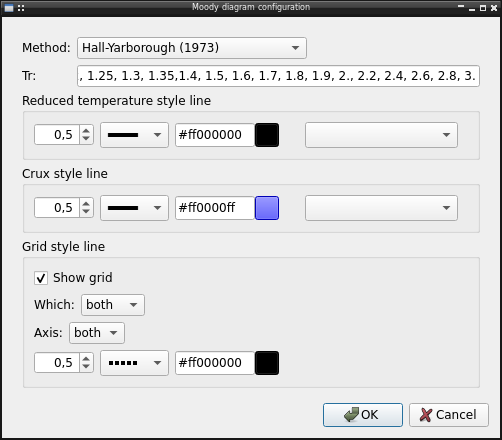 Moody diagram configuration
Method: Hall-Yarborough (1973)
Tr: , 1.25, 1.3, 1.35,1.4, 1.5, 1.6, 1.7, 1.8, 1.9, 2., 2.2, 2.4, 2.6, 2.8, 3.
Reduced temperature style line
0,5 #ff000000
Crux style line
0,5 #ff0000ff
Grid style line
Show grid
Which: both
Axis: both
0,5 #ff000000
OK Cancel